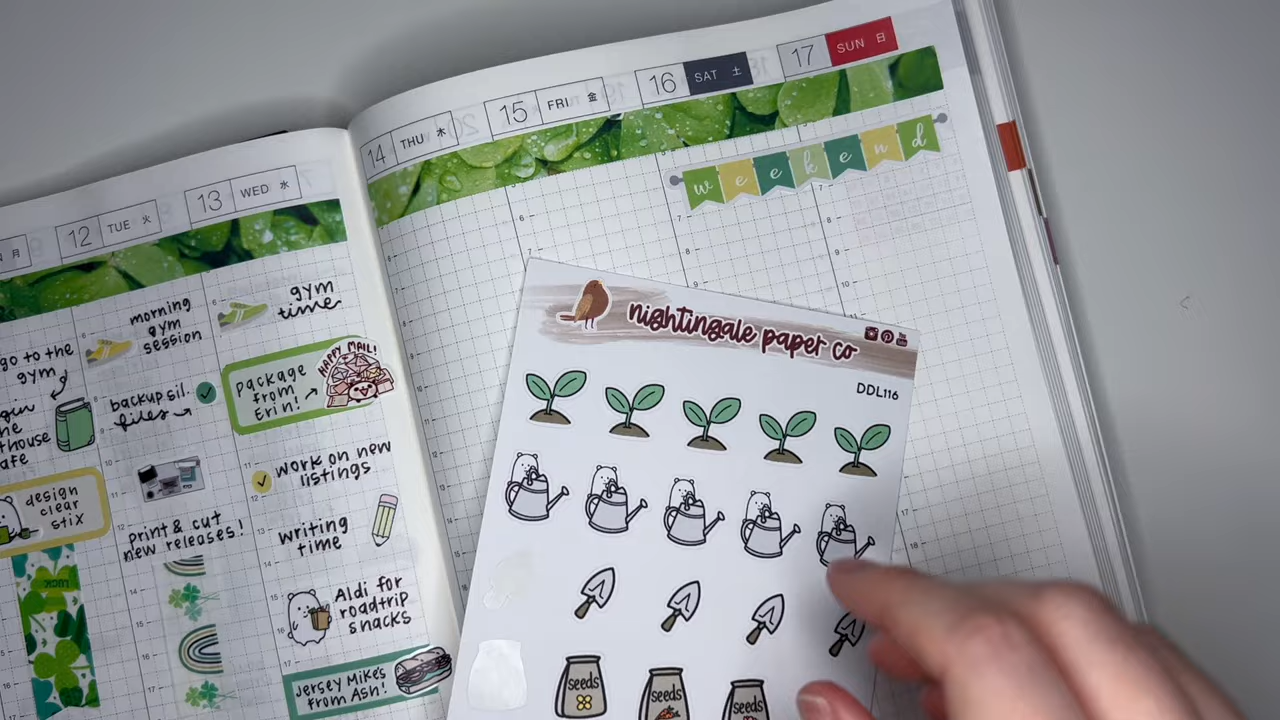 月
12 TUE 火
13 WED 水
14 THU 木
15 FRI 金
16 SAT 土
17 SUN 日
weekend
go to the
gym
design
clear
stix
LUCK
morning
gym
session
backup sil.
files
print & cut
new releases!
gym
time
package
from
Erin!
HAPPY MAIL!
work on new
listings
writing
time
Aldi for
roadtrip
snacks
Jersey Mike's
from Ash!
nightingale paper co
DDL116
seeds
seeds
seeds